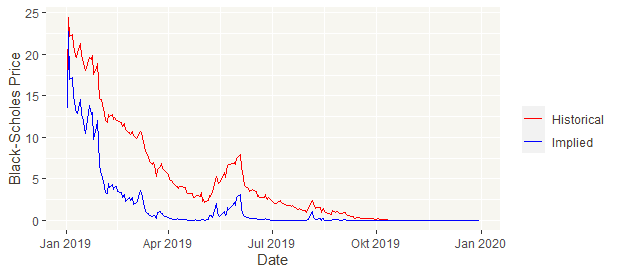 25
20
15
10
5
0
Black-Scholes Price
Jan 2019 Apr 2019 Jul 2019 Okt 2019 Jan 2020
Date
Historical
Implied